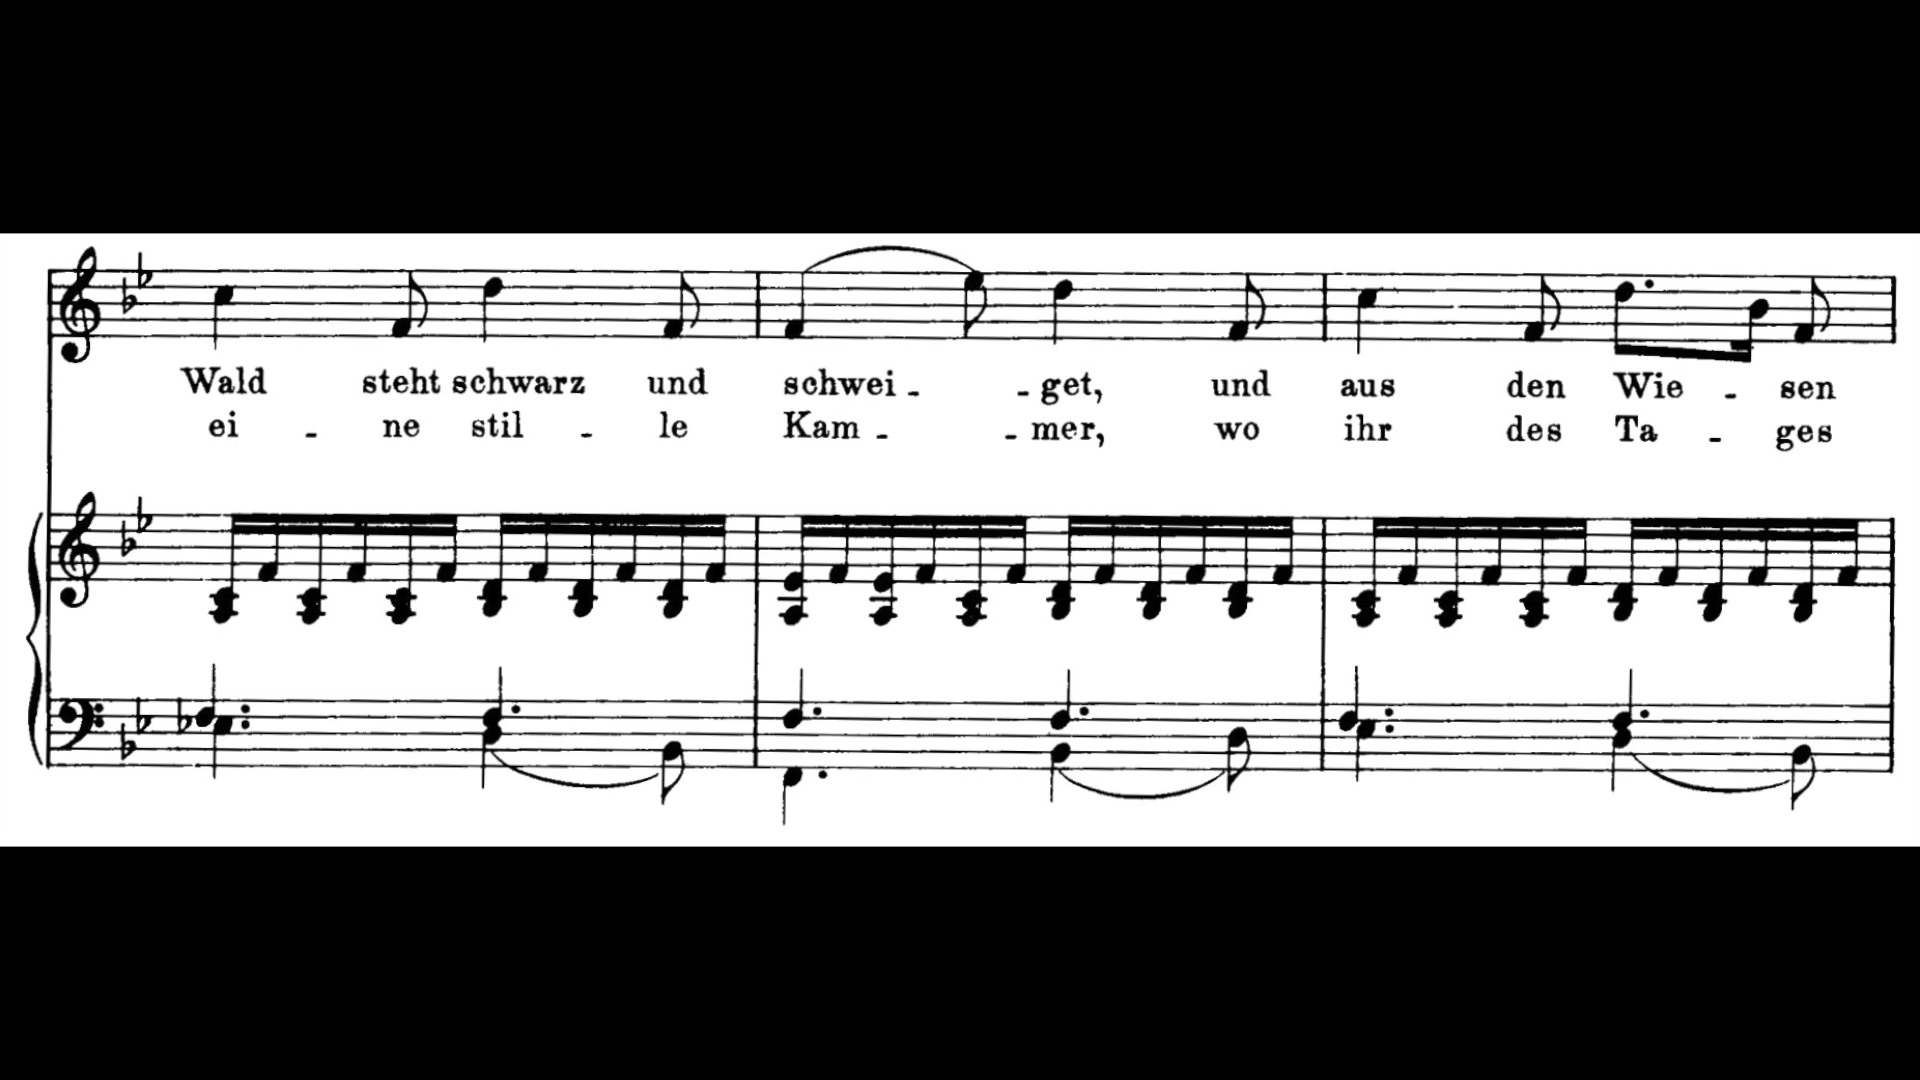 Wald steht schwarz und schwei - - get, und aus den Wie - sen
ei - ne stil - le Kam - - mer, wo ihr des Ta - ges